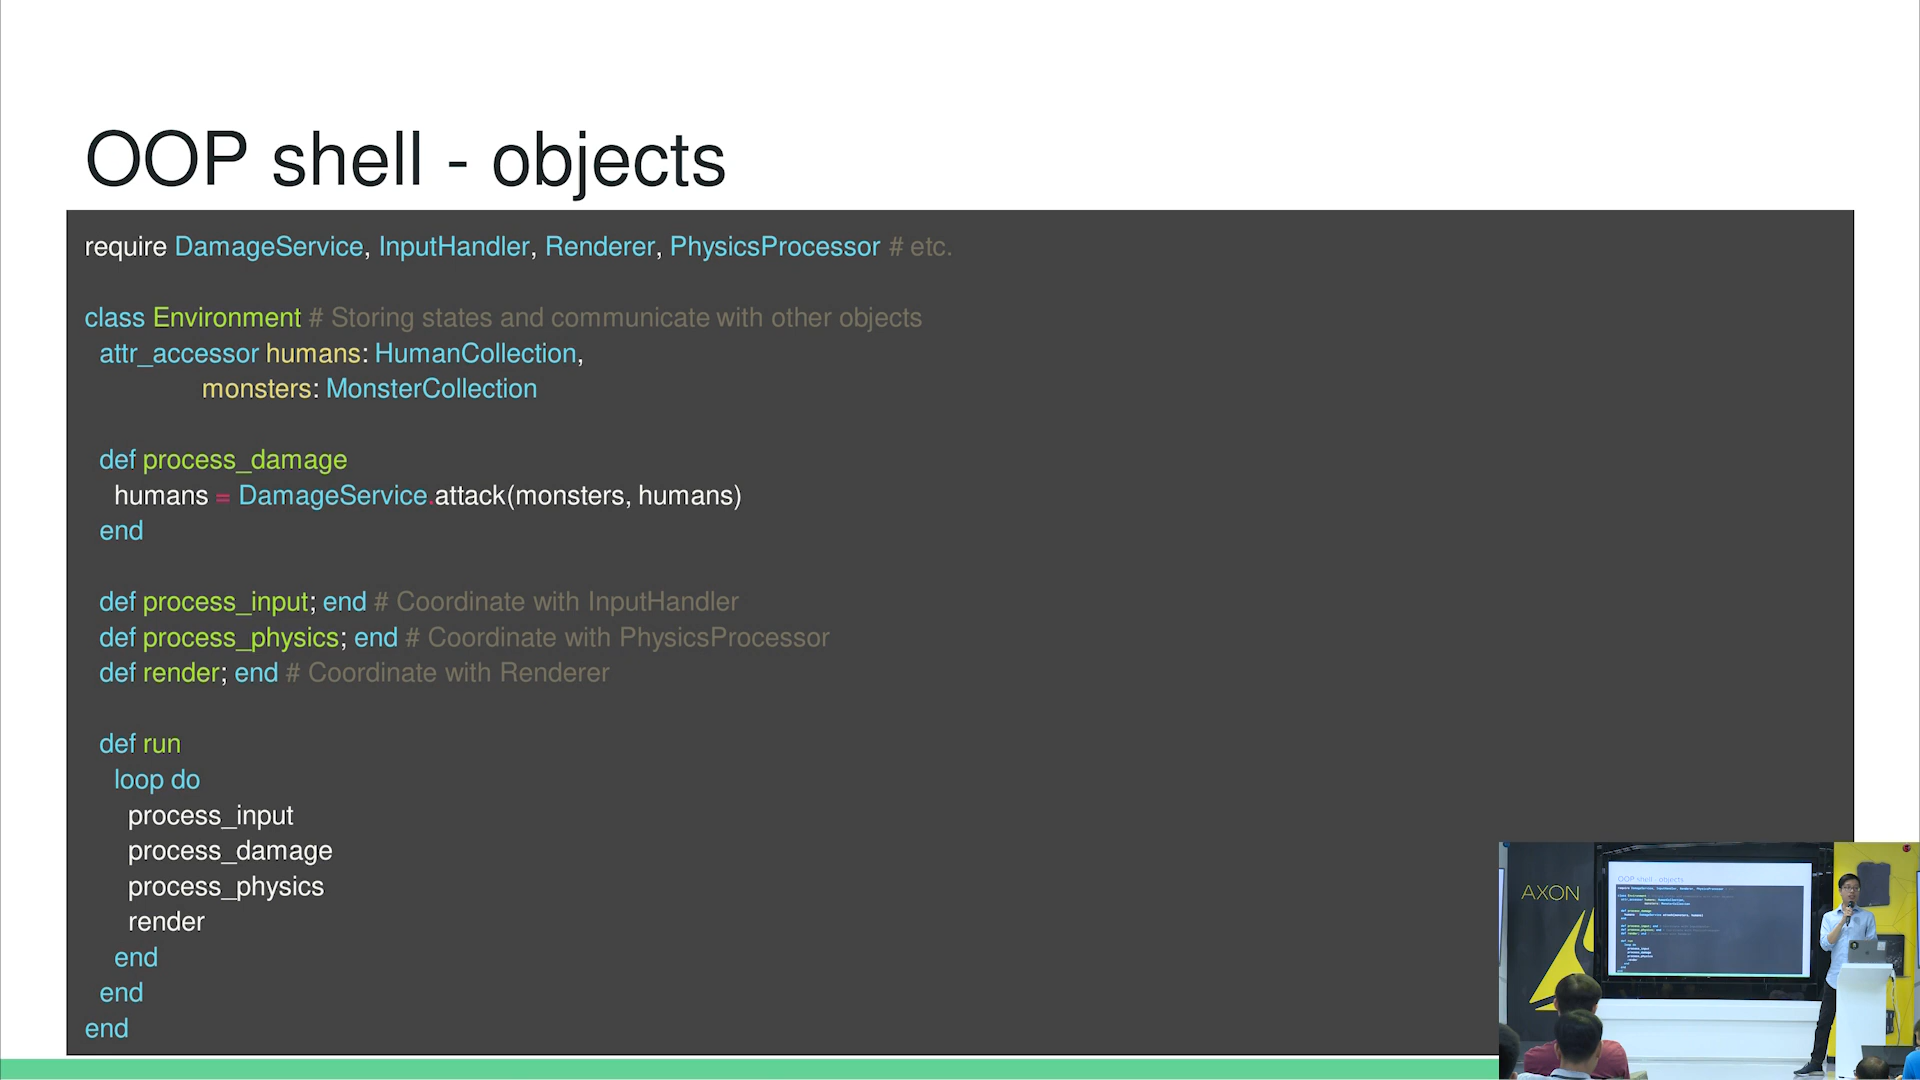 OOP shell - objects
require DamageService, InputHandler, Renderer, PhysicsProcessor # etc.
class Environment # Storing states and communicate with other objects
attr_accessor humans: HumanCollection,
monsters: MonsterCollection
def process_damage
humans = DamageService.attack(monsters, humans)
end
def process_input; end # Coordinate with InputHandler
def process_physics; end # Coordinate with PhysicsProcessor
def render; end # Coordinate with Renderer
def run
loop do
process_input
process_damage
process_physics
render
end
end
end
AXON